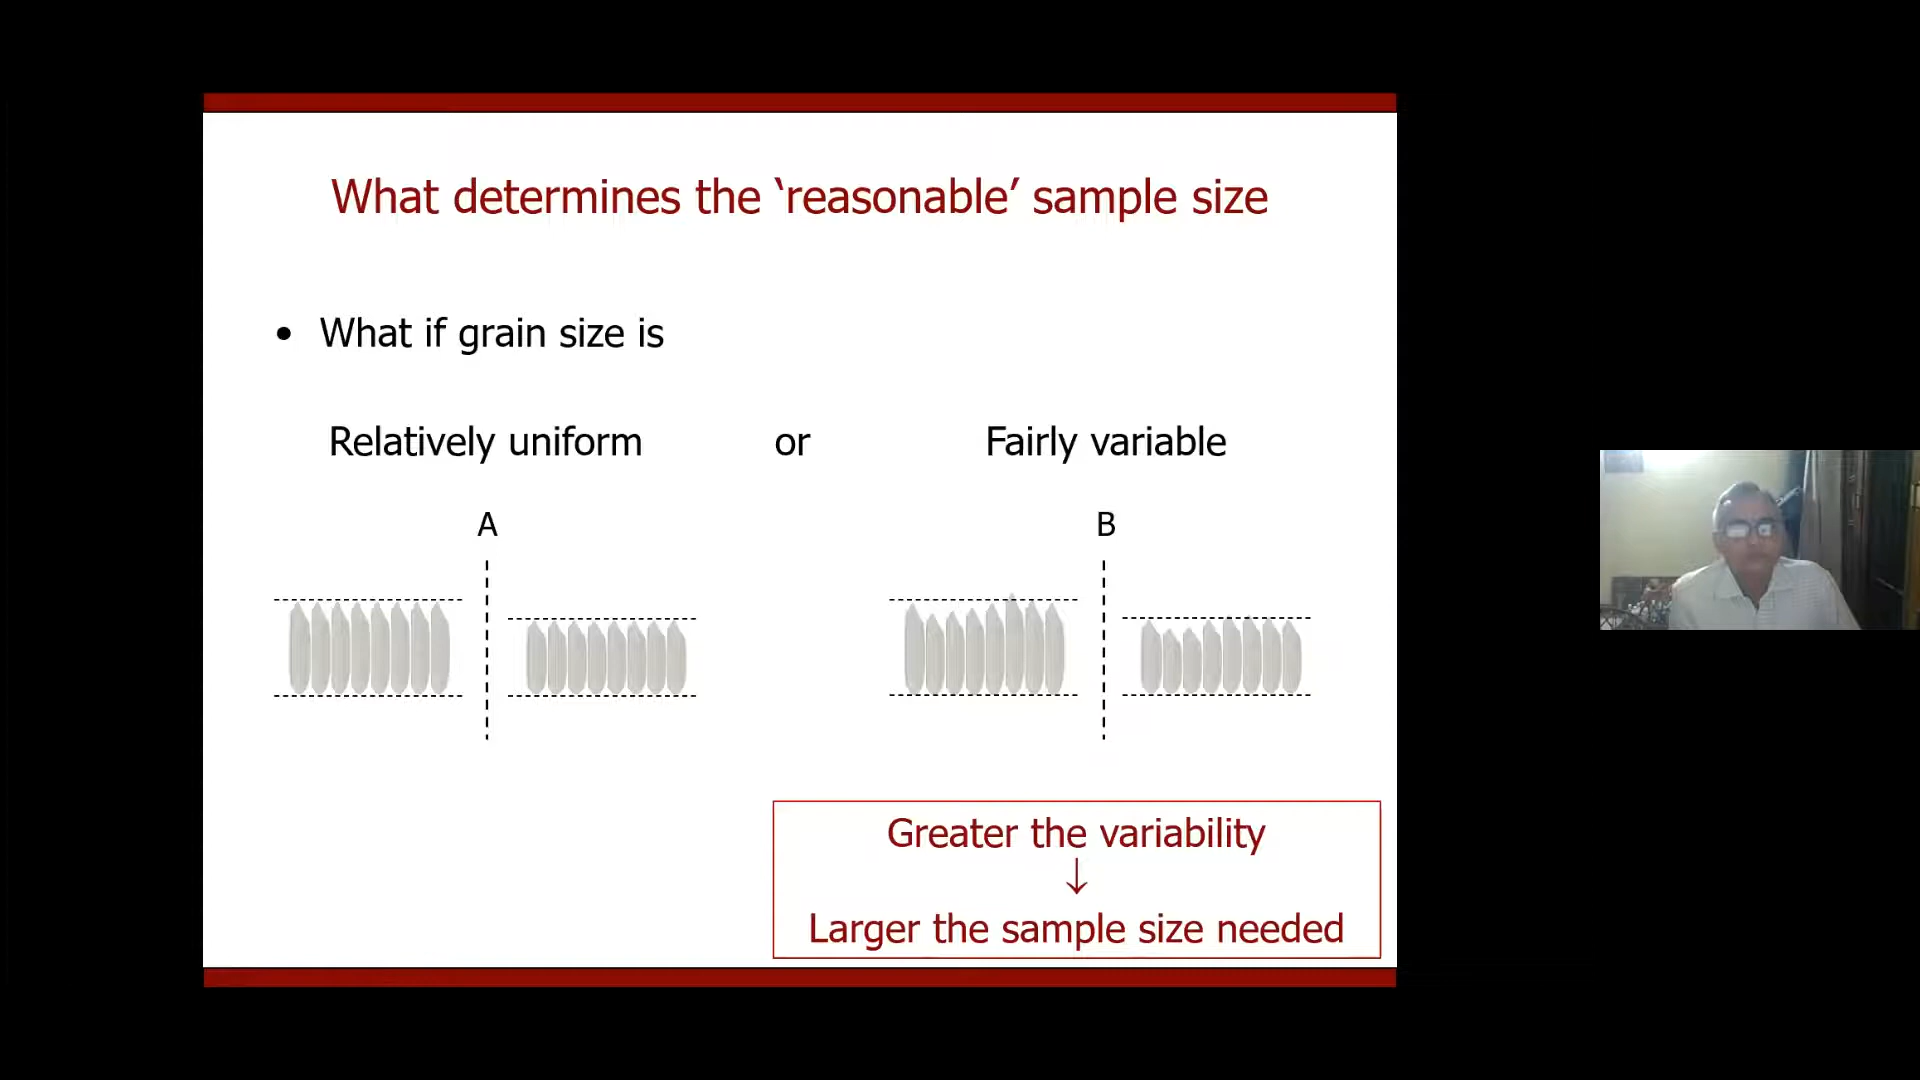 What determines the ‘reasonable’ sample size
• What if grain size is
Relatively uniform or Fairly variable
A B
Greater the variability
↓
Larger the sample size needed